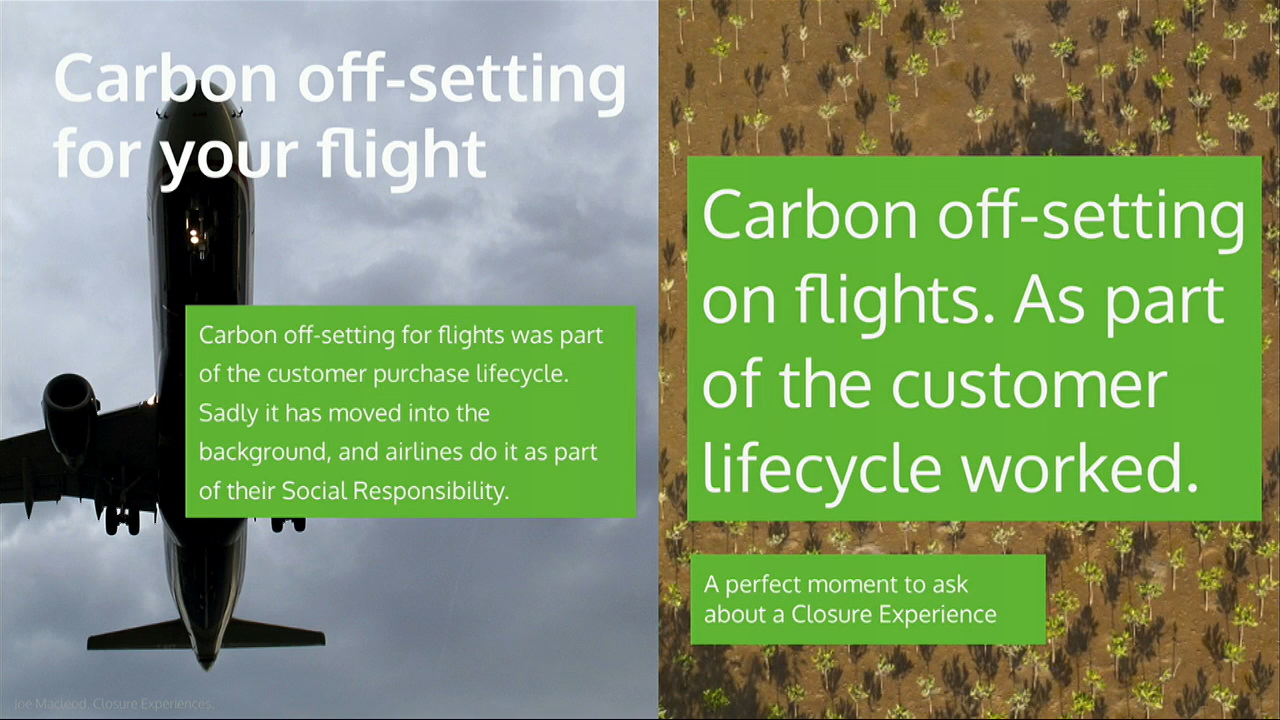 Carbon off-setting
for your flight
Carbon off-setting for flights was part
of the customer purchase lifecycle.
Sadly it has moved into the
background, and airlines do it as part
of their Social Responsibility.
Joe Macleod, Closure Experiences.
Carbon off-setting
on flights. As part
of the customer
lifecycle worked.
A perfect moment to ask
about a Closure Experience